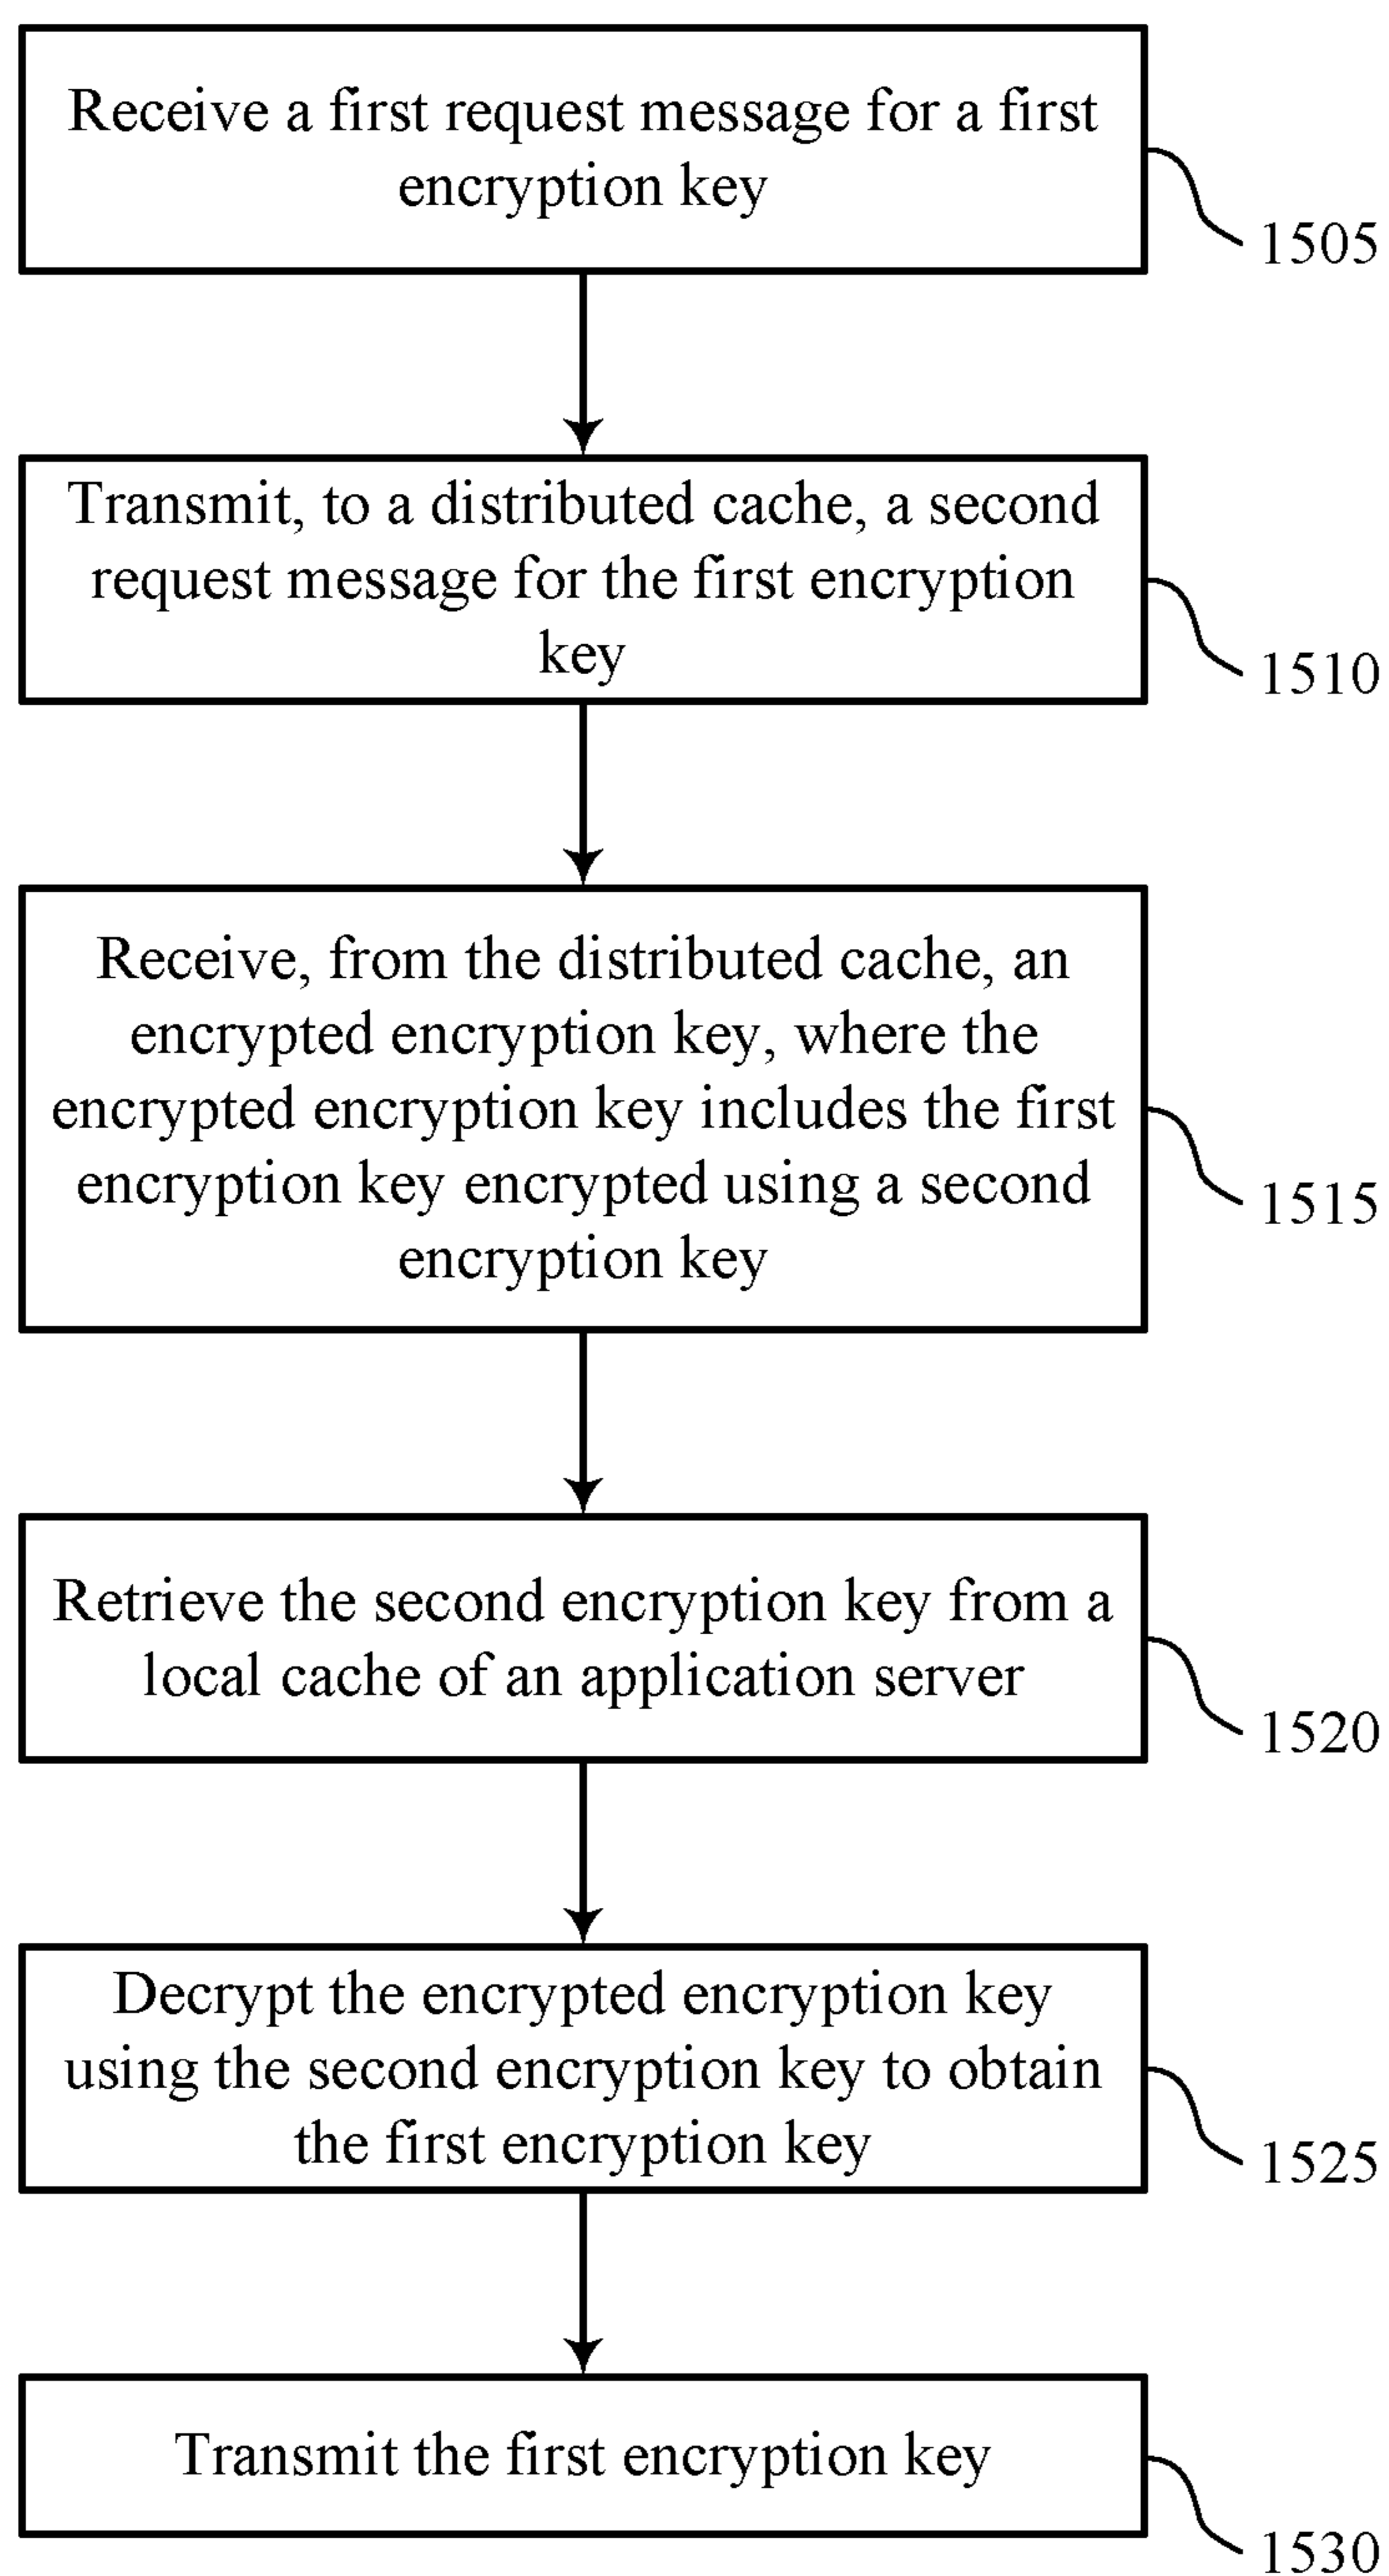 Receive a first request message for a first
encryption key
1505
Transmit, to a distributed cache, a second
request message for the first encryption
key
1510
Receive, from the distributed cache, an
encrypted encryption key, where the
encrypted encryption key includes the first
encryption key encrypted using a second
encryption key
1515
Retrieve the second encryption key from a
local cache of an application server
1520
Decrypt the encrypted encryption key
using the second encryption key to obtain
the first encryption key
1525
Transmit the first encryption key
1530